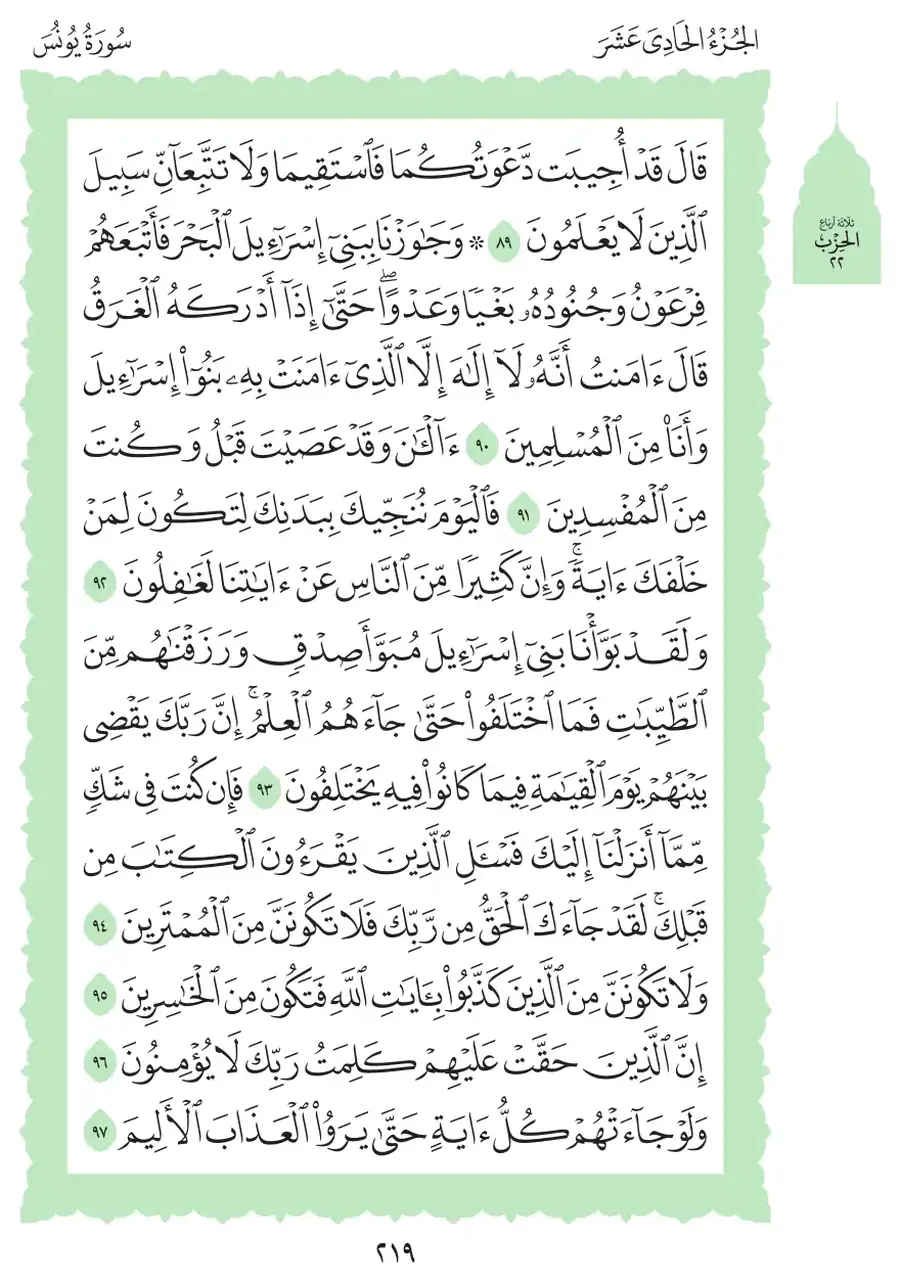 الجُزْءُ الحَادِىَ عَشَرَ
سُورَةُ يُونُسَ
ثلاثة أرباع
الحِزْبُ
٢٢
قَالَ قَدۡ أُجِيبَت دَّعۡوَتُكُمَا فَٱسۡتَقِيمَا وَلَا تَتَّبِعَآنِّ سَبِيلَ
ٱلَّذِينَ لَا يَعۡلَمُونَ ٨٩ ۞ وَجَٰوَزۡنَا بِبَنِيٓ إِسۡرَٰٓءِيلَ ٱلۡبَحۡرَ فَأَتۡبَعَهُمۡ
فِرۡعَوۡنُ وَجُنُودُهُۥ بَغۡيٗا وَعَدۡوًاۖ حَتَّىٰٓ إِذَآ أَدۡرَكَهُ ٱلۡغَرَقُ
قَالَ ءَامَنتُ أَنَّهُۥ لَآ إِلَٰهَ إِلَّا ٱلَّذِيٓ ءَامَنَتۡ بِهِۦ بَنُوٓاْ إِسۡرَٰٓءِيلَ
وَأَنَا۠ مِنَ ٱلۡمُسۡلِمِينَ ٩٠ ءَآلۡـَٰٔنَ وَقَدۡ عَصَيۡتَ قَبۡلُ وَكُنتَ
مِنَ ٱلۡمُفۡسِدِينَ ٩١ فَٱلۡيَوۡمَ نُنَجِّيكَ بِبَدَنِكَ لِتَكُونَ لِمَنۡ
خَلۡفَكَ ءَايَةٗۚ وَإِنَّ كَثِيرٗا مِّنَ ٱلنَّاسِ عَنۡ ءَايَٰتِنَا لَغَٰفِلُونَ ٩٢
وَلَقَدۡ بَوَّأۡنَا بَنِيٓ إِسۡرَٰٓءِيلَ مُبَوَّأَ صِدۡقٖ وَرَزَقۡنَٰهُم مِّنَ
ٱلطَّيِّبَٰتِ فَمَا ٱخۡتَلَفُواْ حَتَّىٰ جَآءَهُمُ ٱلۡعِلۡمُۚ إِنَّ رَبَّكَ يَقۡضِي
بَيۡنَهُمۡ يَوۡمَ ٱلۡقِيَٰمَةِ فِيمَا كَانُواْ فِيهِ يَخۡتَلِفُونَ ٩٣ فَإِن كُنتَ فِي شَكّٖ
مِّمَّآ أَنزَلۡنَآ إِلَيۡكَ فَسۡـَٔلِ ٱلَّذِينَ يَقۡرَءُونَ ٱلۡكِتَٰبَ مِن
قَبۡلِكَۚ لَقَدۡ جَآءَكَ ٱلۡحَقُّ مِن رَّبِّكَ فَلَا تَكُونَنَّ مِنَ ٱلۡمُمۡتَرِينَ ٩٤
وَلَا تَكُونَنَّ مِنَ ٱلَّذِينَ كَذَّبُواْ بِـَٔايَٰتِ ٱللَّهِ فَتَكُونَ مِنَ ٱلۡخَٰسِرِينَ ٩٥
إِنَّ ٱلَّذِينَ حَقَّتۡ عَلَيۡهِمۡ كَلِمَتُ رَبِّكَ لَا يُؤۡمِنُونَ ٩٦
وَلَوۡ جَآءَتۡهُمۡ كُلُّ ءَايَةٍ حَتَّىٰ يَرَوُاْ ٱلۡعَذَابَ ٱلۡأَلِيمَ ٩٧
٢١٩